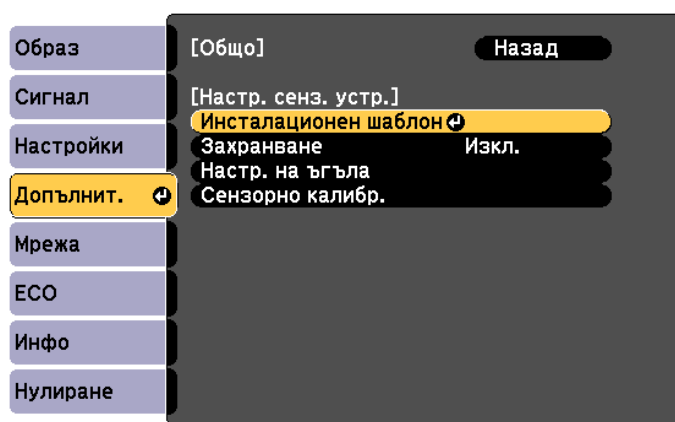 Образ
Сигнал
Настройки
Допълнит.
Мрежа
ECO
Инфо
Нулиране
[Общо] Назад
[Настр. сенз. устр.]
Инсталационен шаблон
Захранване Изкл.
Настр. на ъгъла
Сензорно калибр.